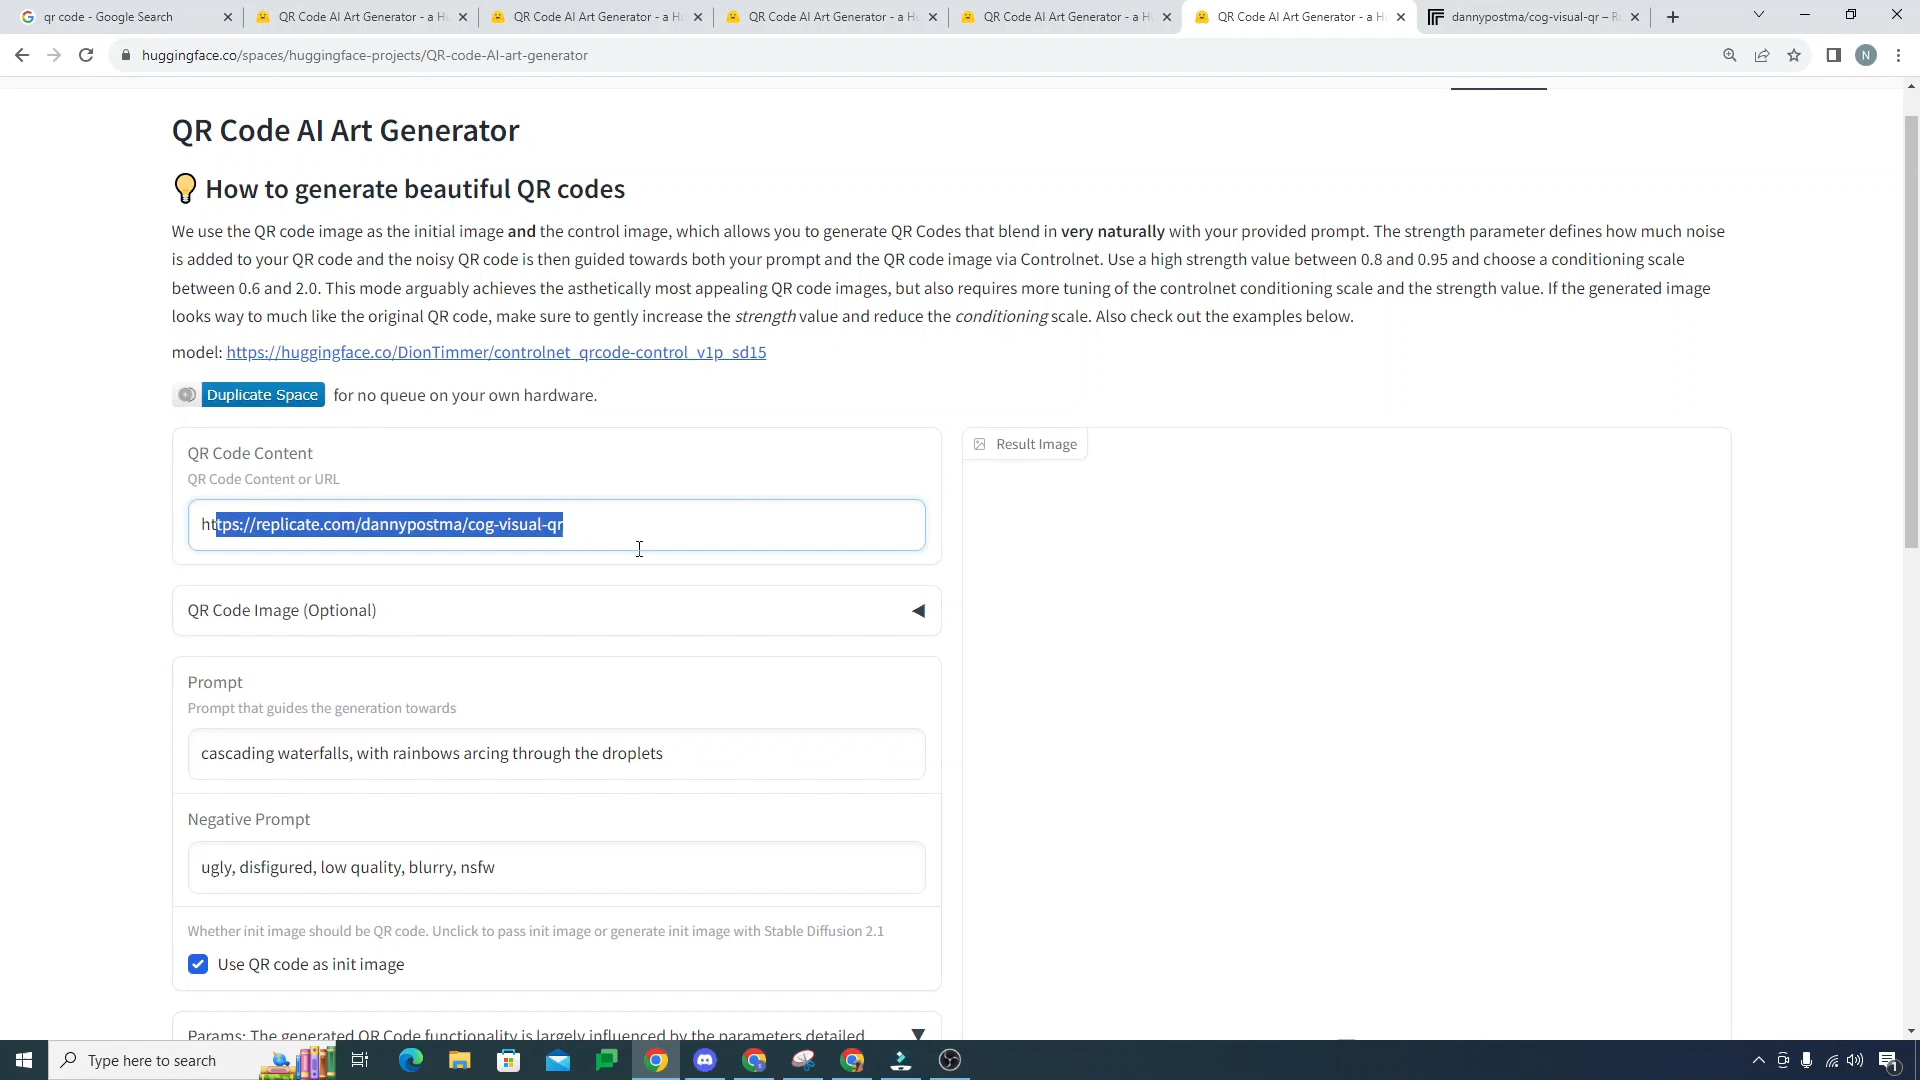 qr code - Google Search
QR Code AI Art Generator - a Hu
QR Code AI Art Generator - a Hu
QR Code AI Art Generator - a Hu
QR Code AI Art Generator - a Hu
QR Code AI Art Generator - a Hu
dannypostma/cog-visual-qr – Re
huggingface.co/spaces/huggingface-projects/QR-code-AI-art-generator
N
QR Code AI Art Generator
How to generate beautiful QR codes
We use the QR code image as the initial image and the control image, which allows you to generate QR Codes that blend in very naturally with your provided prompt. The strength parameter defines how much noise
is added to your QR code and the noisy QR code is then guided towards both your prompt and the QR code image via Controlnet. Use a high strength value between 0.8 and 0.95 and choose a conditioning scale
between 0.6 and 2.0. This mode arguably achieves the asthetically most appealing QR code images, but also requires more tuning of the controlnet conditioning scale and the strength value. If the generated image
looks way to much like the original QR code, make sure to gently increase the strength value and reduce the conditioning scale. Also check out the examples below.
model: https://huggingface.co/DionTimmer/controlnet_qrcode-control_v1p_sd15
Duplicate Space for no queue on your own hardware.
QR Code Content
QR Code Content or URL
https://replicate.com/dannypostma/cog-visual-qr
Result Image
QR Code Image (Optional)
Prompt
Prompt that guides the generation towards
cascading waterfalls, with rainbows arcing through the droplets
Negative Prompt
ugly, disfigured, low quality, blurry, nsfw
Whether init image should be QR code. Unclick to pass init image or generate init image with Stable Diffusion 2.1
Use QR code as init image
Params: The generated QR Code functionality is largely influenced by the parameters detailed
Type here to search
1